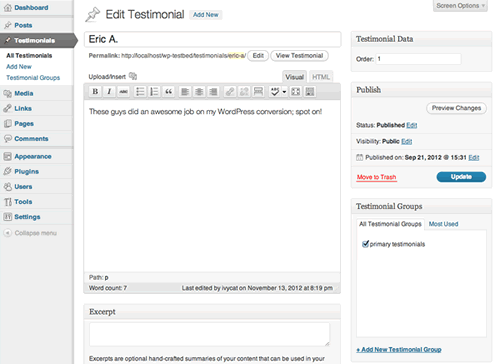 Screen Options
Dashboard
Posts
Testimonials
All Testimonials
Add New
Testimonial Groups
Media
Links
Pages
Comments
Appearance
Plugins
Users
Tools
Settings
Collapse menu
Edit Testimonial Add New
Eric A.
Permalink: http://localhost/wp-testbed/testimonials/eric-a/ Edit View Testimonial
Upload/Insert
Visual HTML
B I ABC
ABC
These guys did an awesome job on my WordPress conversion; spot on!
Path: p
Word count: 7 Last edited by ivycat on November 13, 2012 at 8:19 pm
Excerpt
Excerpts are optional hand-crafted summaries of your content that can be used in your
Testimonial Data
Order: 1
Publish
Preview Changes
Status: Published Edit
Visibility: Public Edit
Published on: Sep 21, 2012 @ 15:31 Edit
Move to Trash Update
Testimonial Groups
All Testimonial Groups Most Used
primary testimonials
+ Add New Testimonial Group